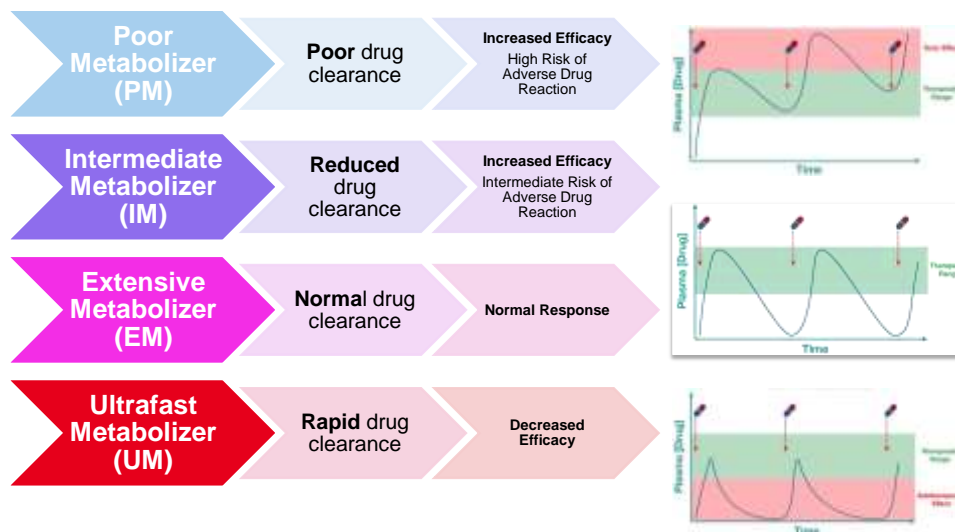 Poor
Metabolizer
(PM)
Poor drug
clearance
Increased Efficacy
High Risk of
Adverse Drug
Reaction
Plasma [Drug]
Time
Intermediate
Metabolizer
(IM)
Reduced
drug
clearance
Increased Efficacy
Intermediate Risk of
Adverse Drug
Reaction
Plasma [Drug]
Time
Extensive
Metabolizer
(EM)
Normal drug
clearance
Normal Response
Ultrafast
Metabolizer
(UM)
Rapid drug
clearance
Decreased
Efficacy
Plasma [Drug]
Time